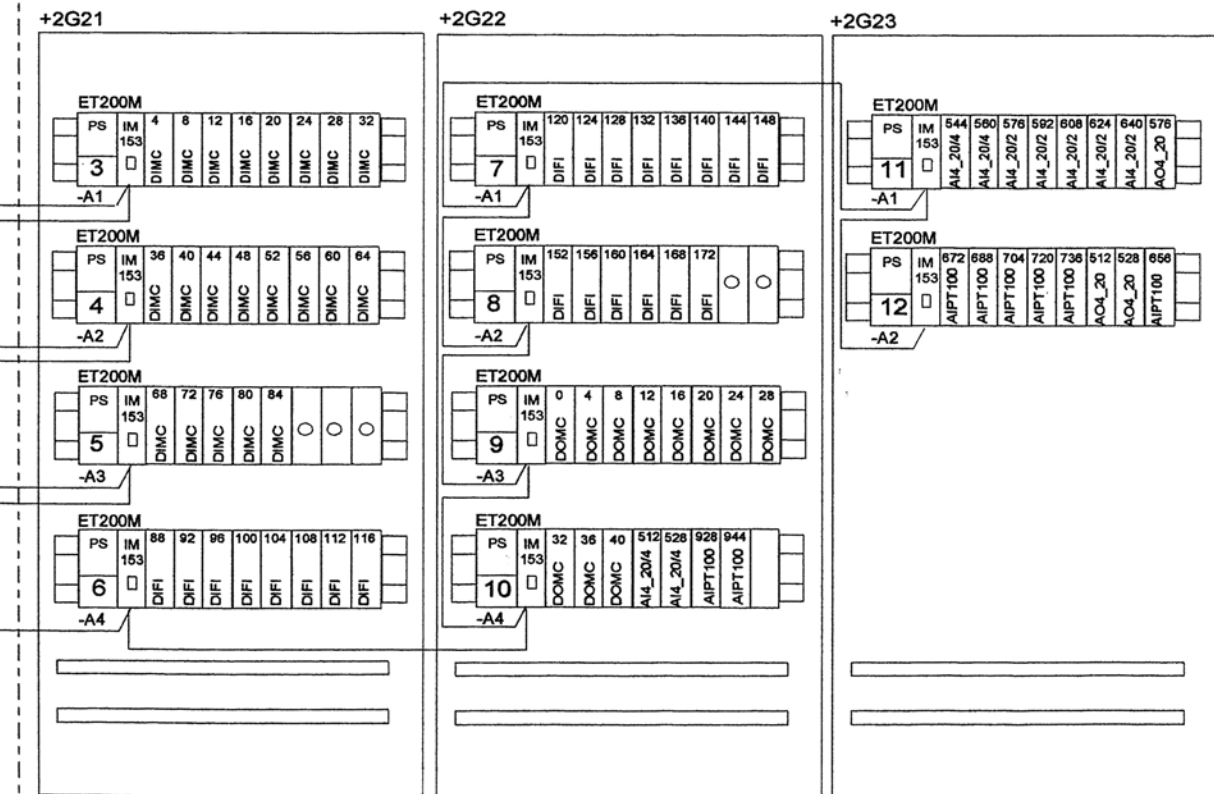 +2G21
ET200M
PS IM 4 8 12 16 20 24 28 32
153
3 DIMC DIMC DIMC DIMC DIMC DIMC DIMC DIMC
-A1
ET200M
PS IM 36 40 44 48 52 56 60 64
153
4 DIMC DIMC DIMC DIMC DIMC DIMC DIMC DIMC
-A2
ET200M
PS IM 68 72 76 80 84
153
5 DIMC DIMC DIMC DIMC DIMC
-A3
ET200M
PS IM 88 92 96 100 104 108 112 116
153
6 DIFI DIFI DIFI DIFI DIFI DIFI DIFI DIFI
-A4
+2G22
ET200M
PS IM 120 124 128 132 136 140 144 148
153
7 DIFI DIFI DIFI DIFI DIFI DIFI DIFI DIFI
-A1
ET200M
PS IM 152 156 160 164 168 172
153
8 DIFI DIFI DIFI DIFI DIFI DIFI
-A2
ET200M
PS IM 0 4 8 12 16 20 24 28
153
9 DOMC DOMC DOMC DOMC DOMC DOMC DOMC DOMC
-A3
ET200M
PS IM 32 36 40 512 528 928 944
153
10 DOMC DOMC DOMC AI4_20/4 AI4_20/4 AIPT100 AIPT100
-A4
+2G23
ET200M
PS IM 544 560 576 592 608 624 640 576
153
11 AI4_20/4 AI4_20/4 AI4_20/2 AI4_20/2 AI4_20/2 AI4_20/2 AI4_20/2 AO4_20
-A1
ET200M
PS IM 672 688 704 720 736 512 528 656
153
12 AIPT100 AIPT100 AIPT100 AIPT100 AIPT100 AO4_20 AO4_20 AIPT100
-A2